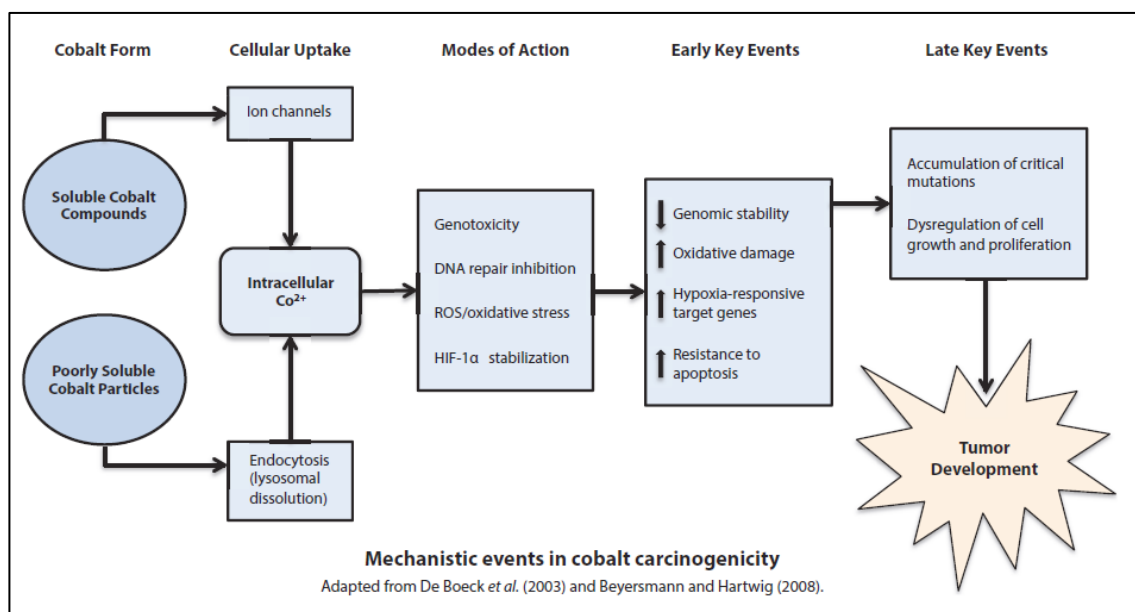 Cobalt Form
Cellular Uptake
Modes of Action
Early Key Events
Late Key Events
Soluble Cobalt
Compounds
Poorly Soluble
Cobalt Particles
Ion channels
Intracellular
Co²⁺
Endocytosis
(lysosomal
dissolution)
Genotoxicity
DNA repair inhibition
ROS/oxidative stress
HIF-1α stabilization
Genomic stability
Oxidative damage
Hypoxia-responsive
target genes
Resistance to
apoptosis
Accumulation of critical
mutations
Dysregulation of cell
growth and proliferation
Tumor
Development
Mechanistic events in cobalt carcinogenicity
Adapted from De Boeck et al. (2003) and Beyersmann and Hartwig (2008).